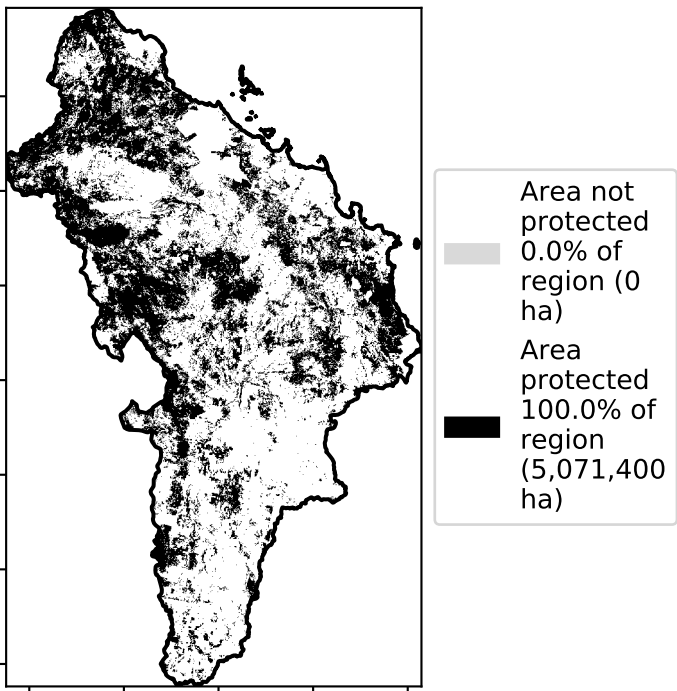 Area not
protected
0.0% of
region (0
ha)
Area
protected
100.0% of
region
(5,071,400
ha)